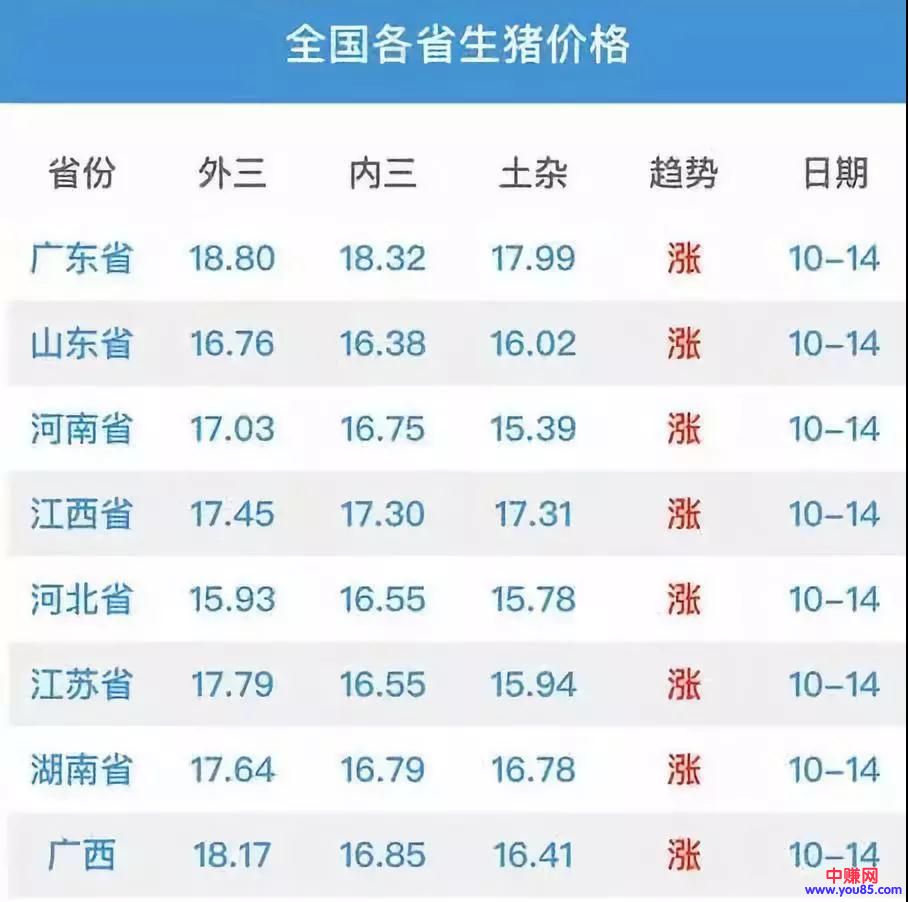 全国各省生猪价格
省份 外三 内三 土杂 趋势 日期
广东省 18.80 18.32 17.99 涨 10-14
山东省 16.76 16.38 16.02 涨 10-14
河南省 17.03 16.75 15.39 涨 10-14
江西省 17.45 17.30 17.31 涨 10-14
河北省 15.93 16.55 15.78 涨 10-14
江苏省 17.79 16.55 15.94 涨 10-14
湖南省 17.64 16.79 16.78 涨 10-14
广西 18.17 16.85 16.41 涨 10-14
中赚网
www.you85.com